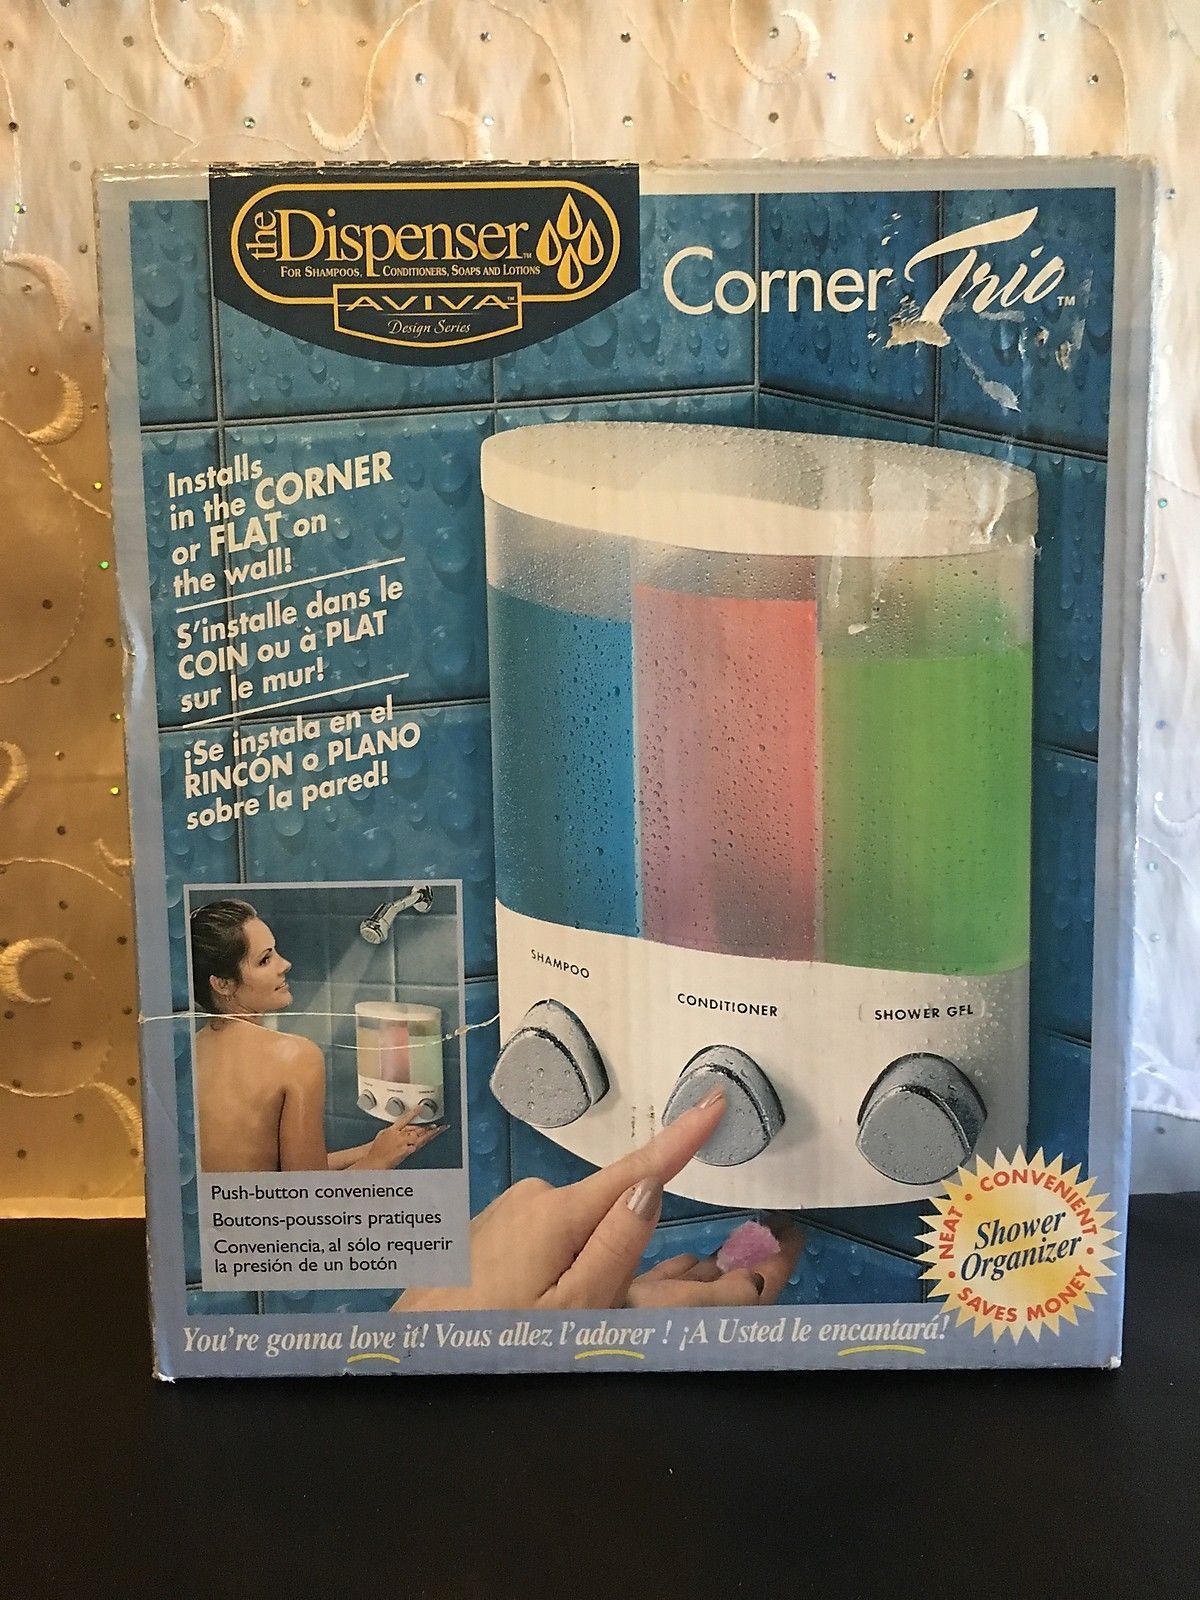 the Dispenser™
FOR SHAMPOOS, CONDITIONERS, SOAPS AND LOTIONS
AVIVA™
Design Series
Corner Trio™
Installs
in the CORNER
or FLAT on
the wall!
S'installe dans le
COIN ou à PLAT
sur le mur!
¡Se instala en el
RINCÓN o PLANO
sobre la pared!
SHAMPOO
CONDITIONER
SHOWER GEL
Push-button convenience
Boutons-poussoirs pratiques
Conveniencia, al sólo requerir
la presión de un botón
NEAT • CONVENIENT •
Shower
Organizer
• SAVES MONEY
You're gonna love it! Vous allez l'adorer ! ¡A Usted le encantará!